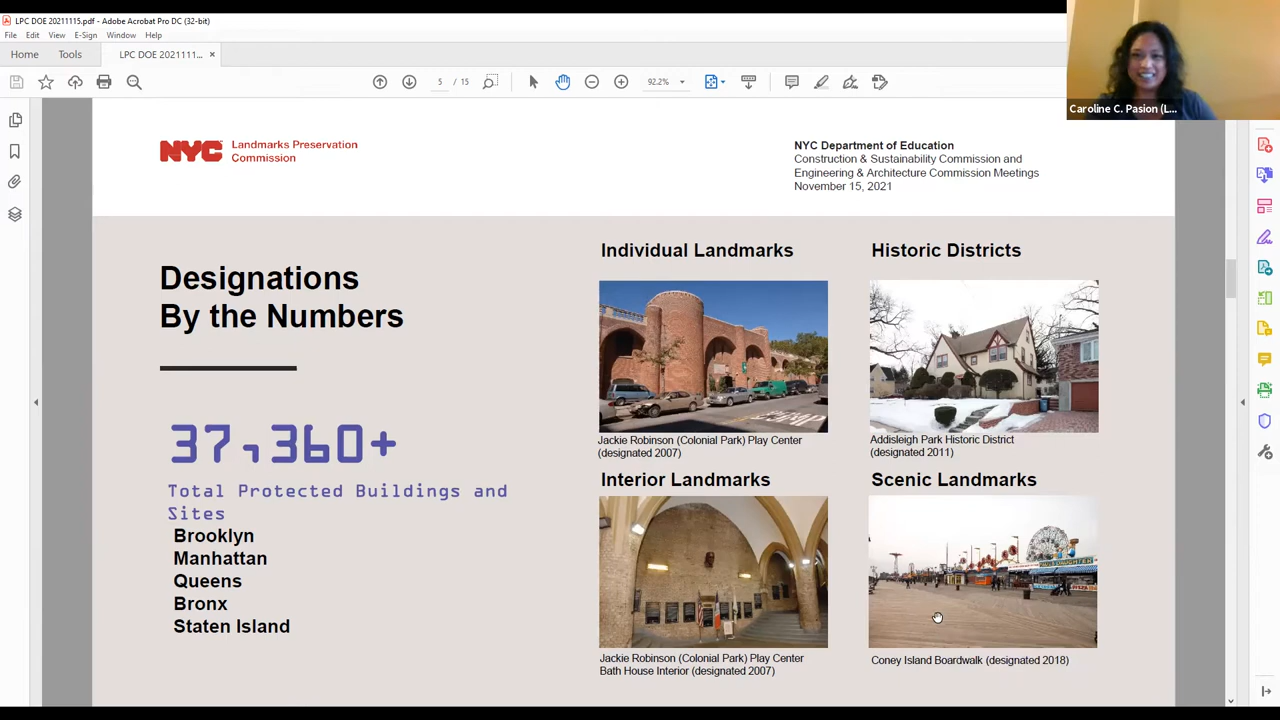 LPC DOE 20211115.pdf - Adobe Acrobat Pro DC (32-bit)
File Edit View E-Sign Window Help
Home Tools LPC DOE 2021111... ×
5 / 15 92.2%
Caroline C. Pasion (L...
NYC Landmarks Preservation
Commission
NYC Department of Education
Construction & Sustainability Commission and
Engineering & Architecture Commission Meetings
November 15, 2021
Designations
By the Numbers
37,360+
Total Protected Buildings and
Sites
Brooklyn
Manhattan
Queens
Bronx
Staten Island
Individual Landmarks
Jackie Robinson (Colonial Park) Play Center
(designated 2007)
Historic Districts
Addisleigh Park Historic District
(designated 2011)
Interior Landmarks
Jackie Robinson (Colonial Park) Play Center
Bath House Interior (designated 2007)
Scenic Landmarks
Coney Island Boardwalk (designated 2018)